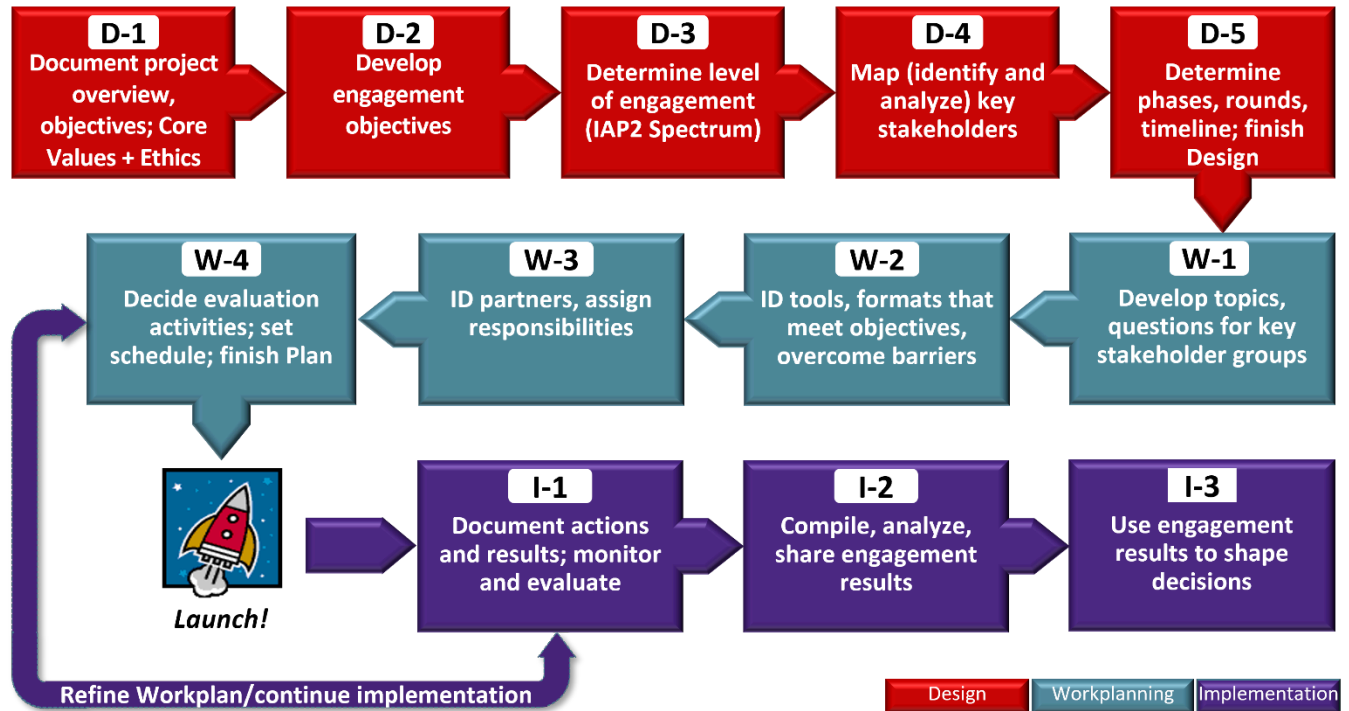 D-1
Document project
overview,
objectives; Core
Values + Ethics
D-2
Develop
engagement
objectives
D-3
Determine level
of engagement
(IAP2 Spectrum)
D-4
Map (identify and
analyze) key
stakeholders
D-5
Determine
phases, rounds,
timeline; finish
Design
W-4
Decide evaluation
activities; set
schedule; finish Plan
W-3
ID partners, assign
responsibilities
W-2
ID tools, formats that
meet objectives,
overcome barriers
W-1
Develop topics,
questions for key
stakeholder groups
Launch!
I-1
Document actions
and results; monitor
and evaluate
I-2
Compile, analyze,
share engagement
results
I-3
Use engagement
results to shape
decisions
Refine Workplan/continue implementation
Design
Workplanning
Implementation